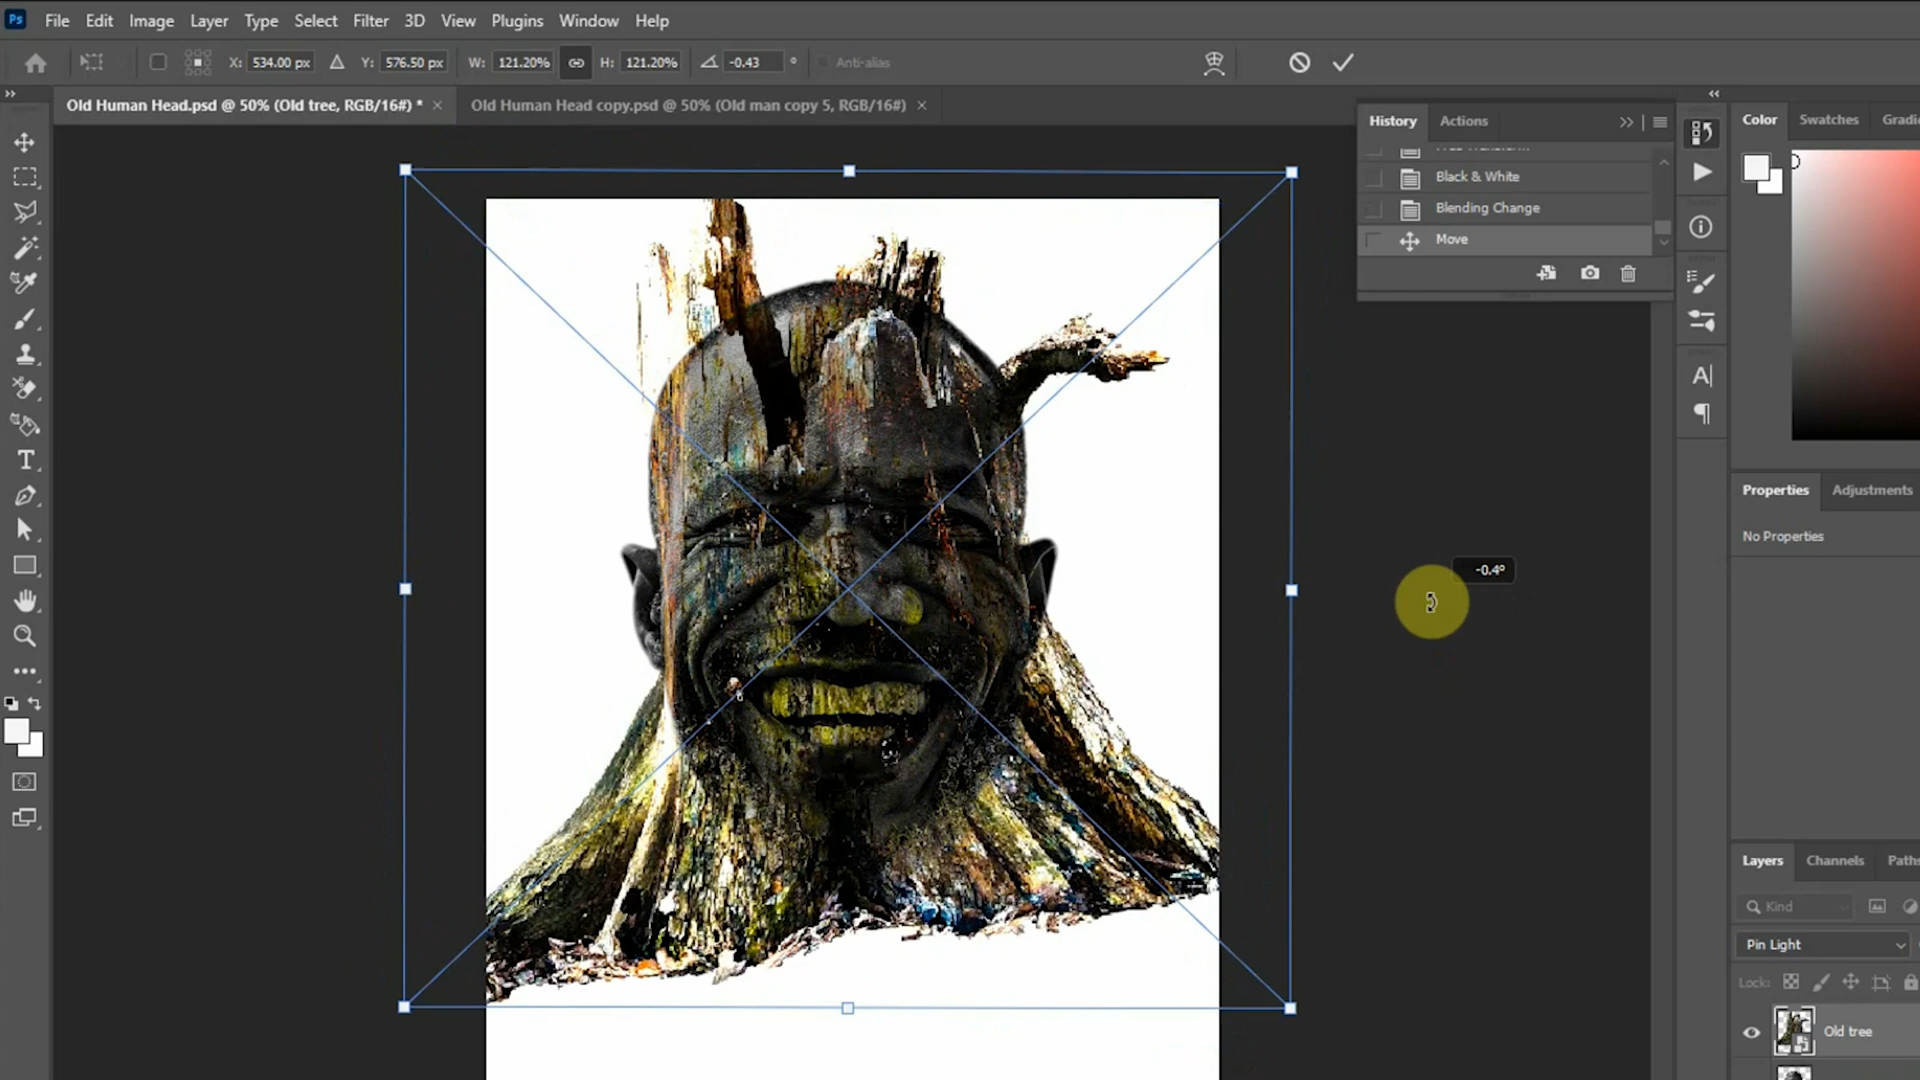 Ps File Edit Image Layer Type Select Filter 3D View Plugins Window Help
X: 534.00 px Y: 576.50 px W: 121.20% H: 121.20% -0.43 ° Anti-alias
Old Human Head.psd @ 50% (Old tree, RGB/16#) * × Old Human Head copy.psd @ 50% (Old man copy 5, RGB/16#) ×
History Actions
Black & White
Blending Change
Move
Color Swatches
Properties Adjustments
No Properties
-0.4°
Layers Channels Paths
Kind
Pin Light
Lock:
Old tree